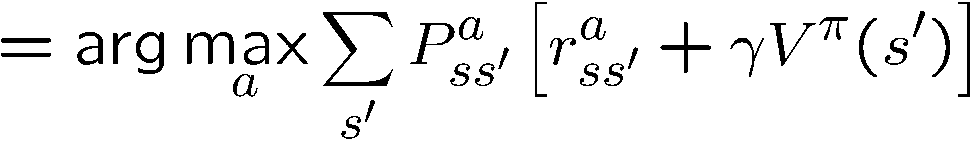 = arg max_a ∑_{s′} P^a_{ss′} [r^a_{ss′} + γV^π(s′)]